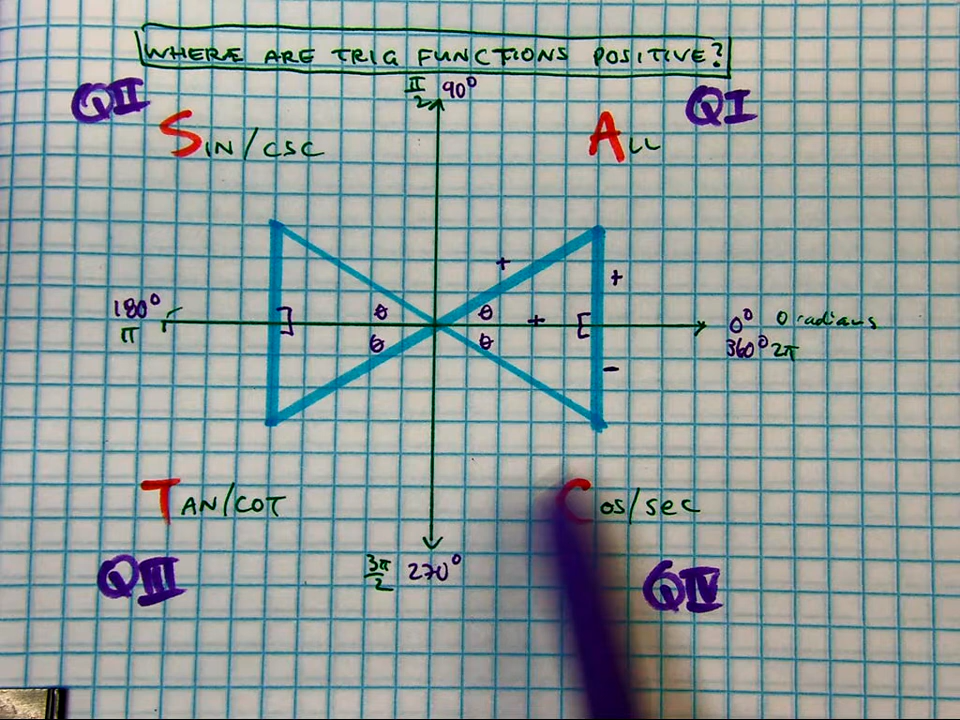 WHERE ARE TRIG FUNCTIONS POSITIVE?
π/2 90°
QII
QI
SIN/CSC
ALL
+
+
180°
π
θ
θ
+
0° 0 radians
360° 2π
θ
θ
-
TAN/COT
COS/SEC
3π/2 270°
QIII
QIV